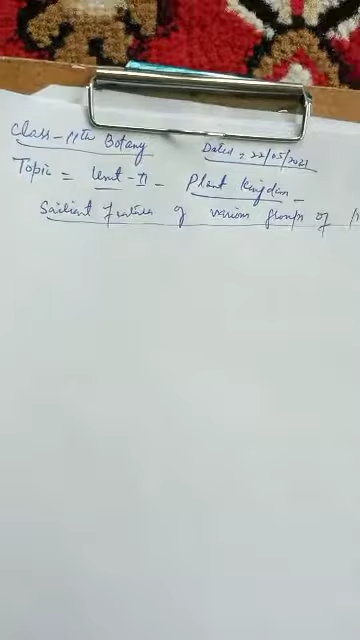 Class - 11th Botany Dated = 22/05/2021
Topic = Unit - II - Plant Kingdom -
Salient features of various groups of